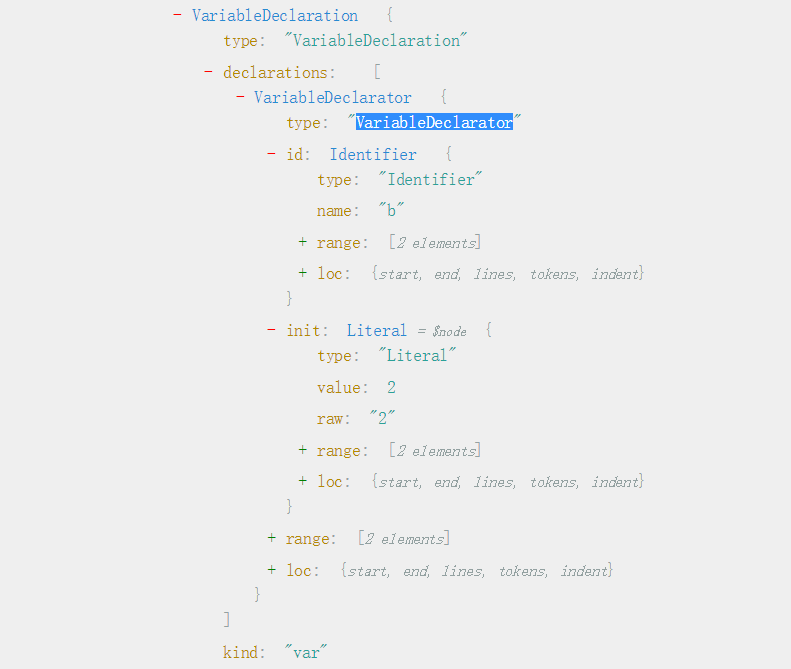 - VariableDeclaration {
type: "VariableDeclaration"
- declarations: [
- VariableDeclarator {
type: "VariableDeclarator"
- id: Identifier {
type: "Identifier"
name: "b"
+ range: [2 elements]
+ loc: {start, end, lines, tokens, indent}
}
- init: Literal = $node {
type: "Literal"
value: 2
raw: "2"
+ range: [2 elements]
+ loc: {start, end, lines, tokens, indent}
}
+ range: [2 elements]
+ loc: {start, end, lines, tokens, indent}
}
]
kind: "var"